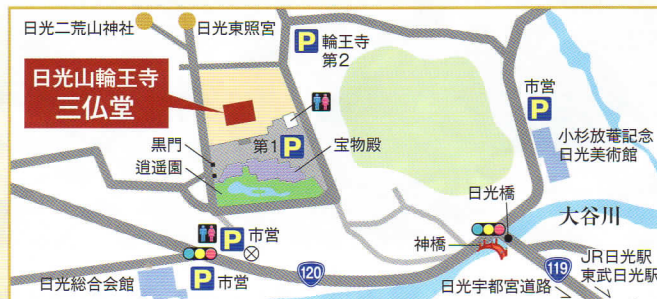 日光二荒山神社
日光東照宮
P 輪王寺
第2
日光山輪王寺
三仏堂
市営
P
小杉放菴記念
日光美術館
黒門
第1 P
宝物殿
逍遥園
日光橋
大谷川
神橋
P 市営
日光総合会館
P 市営
120
119
JR日光駅
東武日光駅
日光宇都宮道路